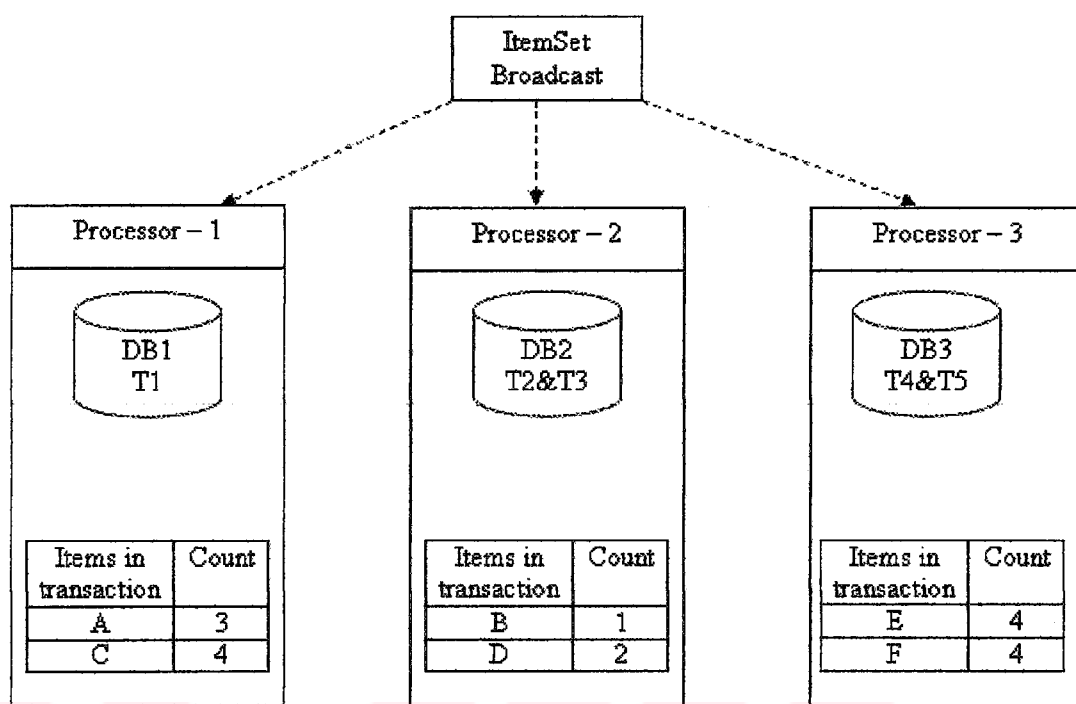 ItemSet
Broadcast
Processor – 1
Processor – 2
Processor – 3
DB1
T1
DB2
T2&T3
DB3
T4&T5
Items in
transaction
Count
A 3
C 4
Items in
transaction
Count
B 1
D 2
Items in
transaction
Count
E 4
F 4